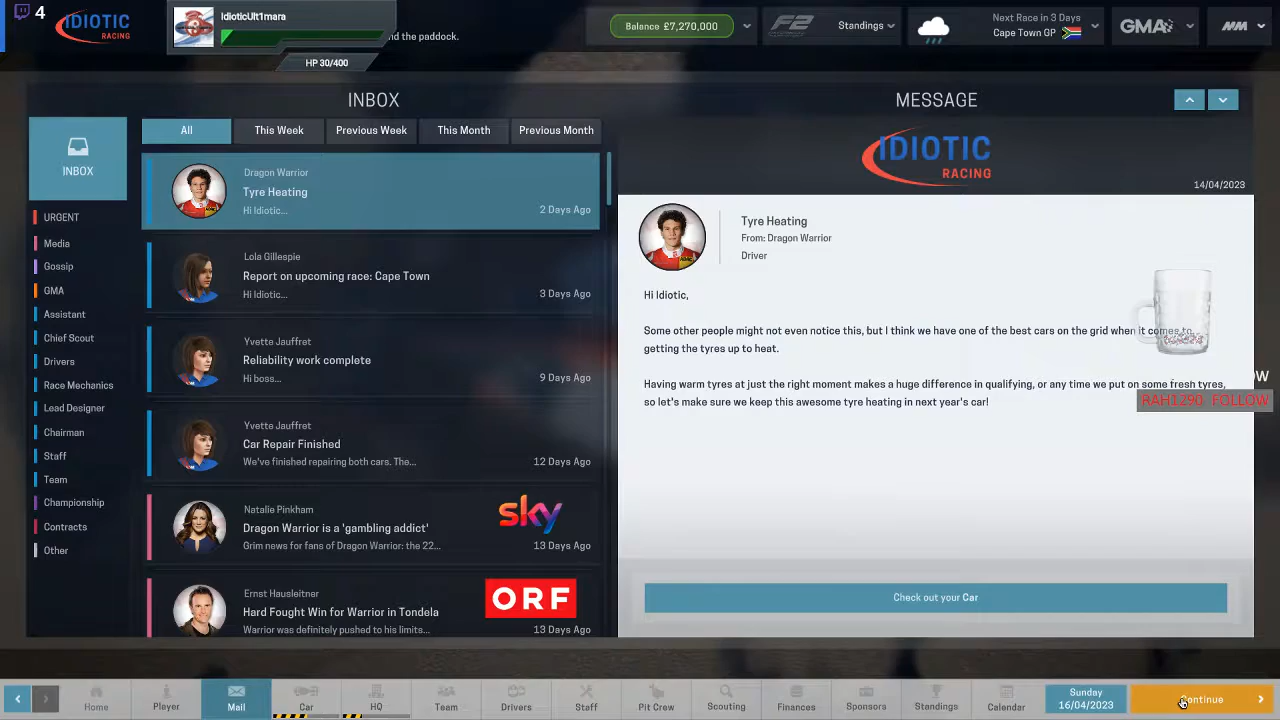 4
IDIOTIC
RACING
IdioticUlt1mara
nd the paddock.
HP 30/400
Balance £7,270,000
F2
Standings
Next Race in 3 Days
Cape Town GP
GMA
INBOX
MESSAGE
INBOX
All
This Week
Previous Week
This Month
Previous Month
URGENT
Media
Gossip
GMA
Assistant
Chief Scout
Drivers
Race Mechanics
Lead Designer
Chairman
Staff
Team
Championship
Contracts
Other
Dragon Warrior
Tyre Heating
Hi Idiotic...
2 Days Ago
Lola Gillespie
Report on upcoming race: Cape Town
Hi Idiotic...
3 Days Ago
Yvette Jauffret
Reliability work complete
Hi boss...
9 Days Ago
Yvette Jauffret
Car Repair Finished
We've finished repairing both cars. The...
12 Days Ago
Natalie Pinkham
Dragon Warrior is a 'gambling addict'
Grim news for fans of Dragon Warrior: the 22...
sky
13 Days Ago
Ernst Hausleitner
Hard Fought Win for Warrior in Tondela
Warrior was definitely pushed to his limits...
ORF
13 Days Ago
IDIOTIC
RACING
14/04/2023
Tyre Heating
From: Dragon Warrior
Driver
Hi Idiotic,
Some other people might not even notice this, but I think we have one of the best cars on the grid when it comes to
getting the tyres up to heat.
Having warm tyres at just the right moment makes a huge difference in qualifying, or any time we put on some fresh tyres,
so let's make sure we keep this awesome tyre heating in next year's car!
OW
RAH1290 FOLLOW
Check out your Car
Home
Player
Mail
Car
HQ
Team
Drivers
Staff
Pit Crew
Scouting
Finances
Sponsors
Standings
Calendar
Sunday
16/04/2023
Continue